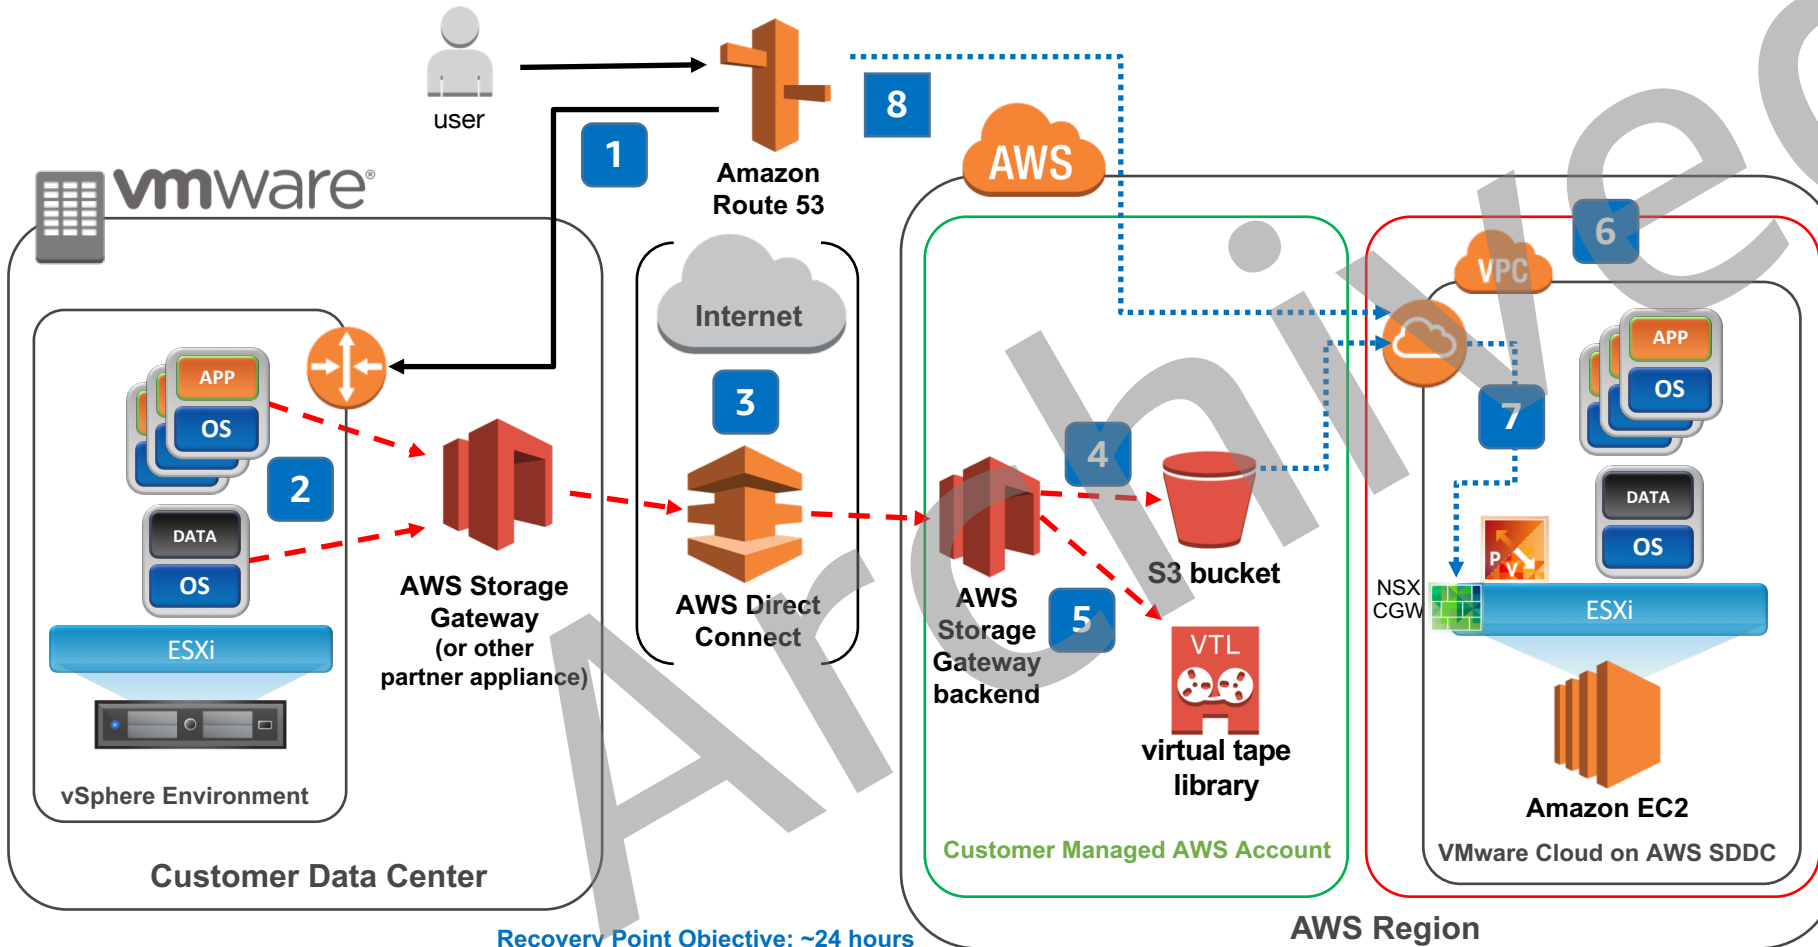 user
1
Amazon
Route 53
8
AWS
vmware®
Internet
3
AWS Direct
Connect
APP
OS
2
DATA
OS
ESXi
vSphere Environment
AWS Storage
Gateway
(or other
partner appliance)
Customer Data Center
4
S3 bucket
AWS
Storage
Gateway
backend
5
VTL
virtual tape
library
Customer Managed AWS Account
6
VPC
APP
OS
7
DATA
OS
P
V
NSX
CGW
ESXi
Amazon EC2
VMware Cloud on AWS SDDC
AWS Region
Recovery Point Objective: ~24 hours
Archived